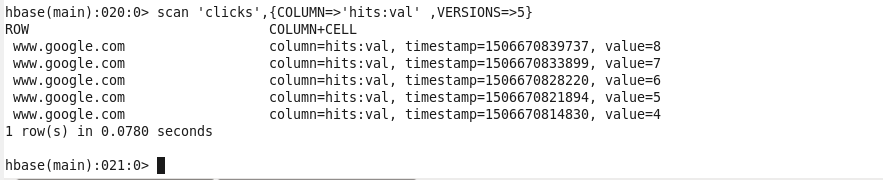 hbase(main):020:0> scan 'clicks',{COLUMN=>'hits:val' ,VERSIONS=>5}
ROW                              COLUMN+CELL
 www.google.com                  column=hits:val, timestamp=1506670839737, value=8
 www.google.com                  column=hits:val, timestamp=1506670833899, value=7
 www.google.com                  column=hits:val, timestamp=1506670828220, value=6
 www.google.com                  column=hits:val, timestamp=1506670821894, value=5
 www.google.com                  column=hits:val, timestamp=1506670814830, value=4
1 row(s) in 0.0780 seconds

hbase(main):021:0>